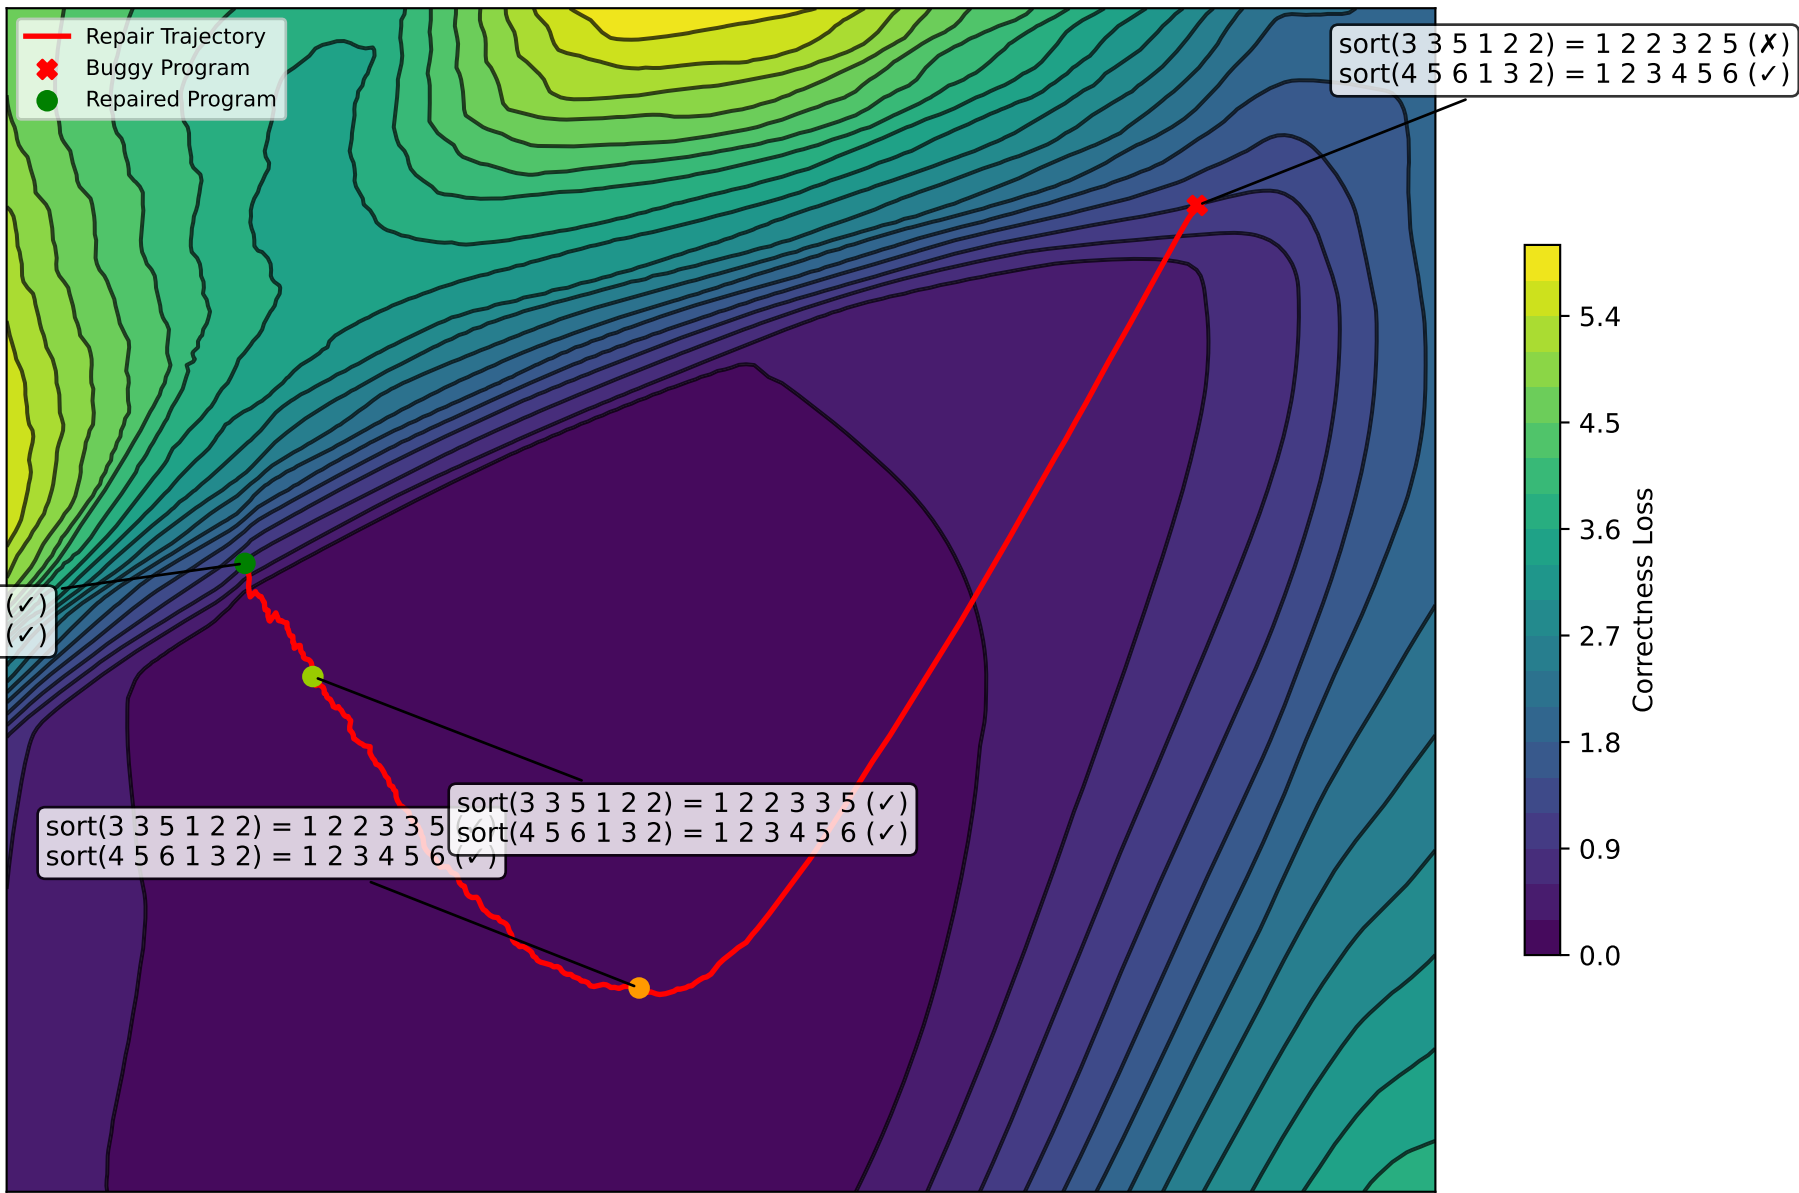 Repair Trajectory
Buggy Program
Repaired Program
sort(3 3 5 1 2 2) = 1 2 2 3 2 5 (✗)
sort(4 5 6 1 3 2) = 1 2 3 4 5 6 (✓)
(✓)
(✓)
sort(3 3 5 1 2 2) = 1 2 2 3 3 5 (✓)
sort(4 5 6 1 3 2) = 1 2 3 4 5 6 (✓)
sort(3 3 5 1 2 2) = 1 2 2 3 3 5
sort(4 5 6 1 3 2) = 1 2 3 4 5 6 (✓)
5.4
4.5
3.6
2.7
1.8
0.9
0.0
Correctness Loss